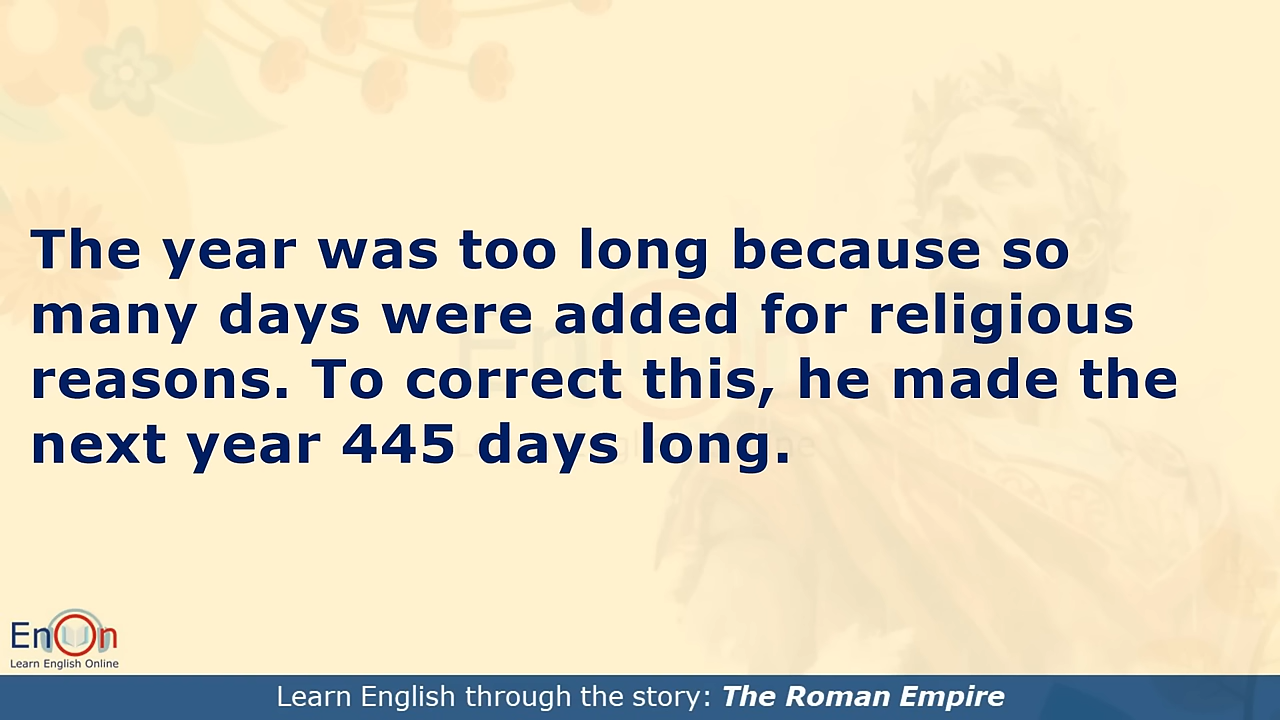 The year was too long because so
many days were added for religious
reasons. To correct this, he made the
next year 445 days long.
EnOn
Learn English Online
Learn English through the story: The Roman Empire